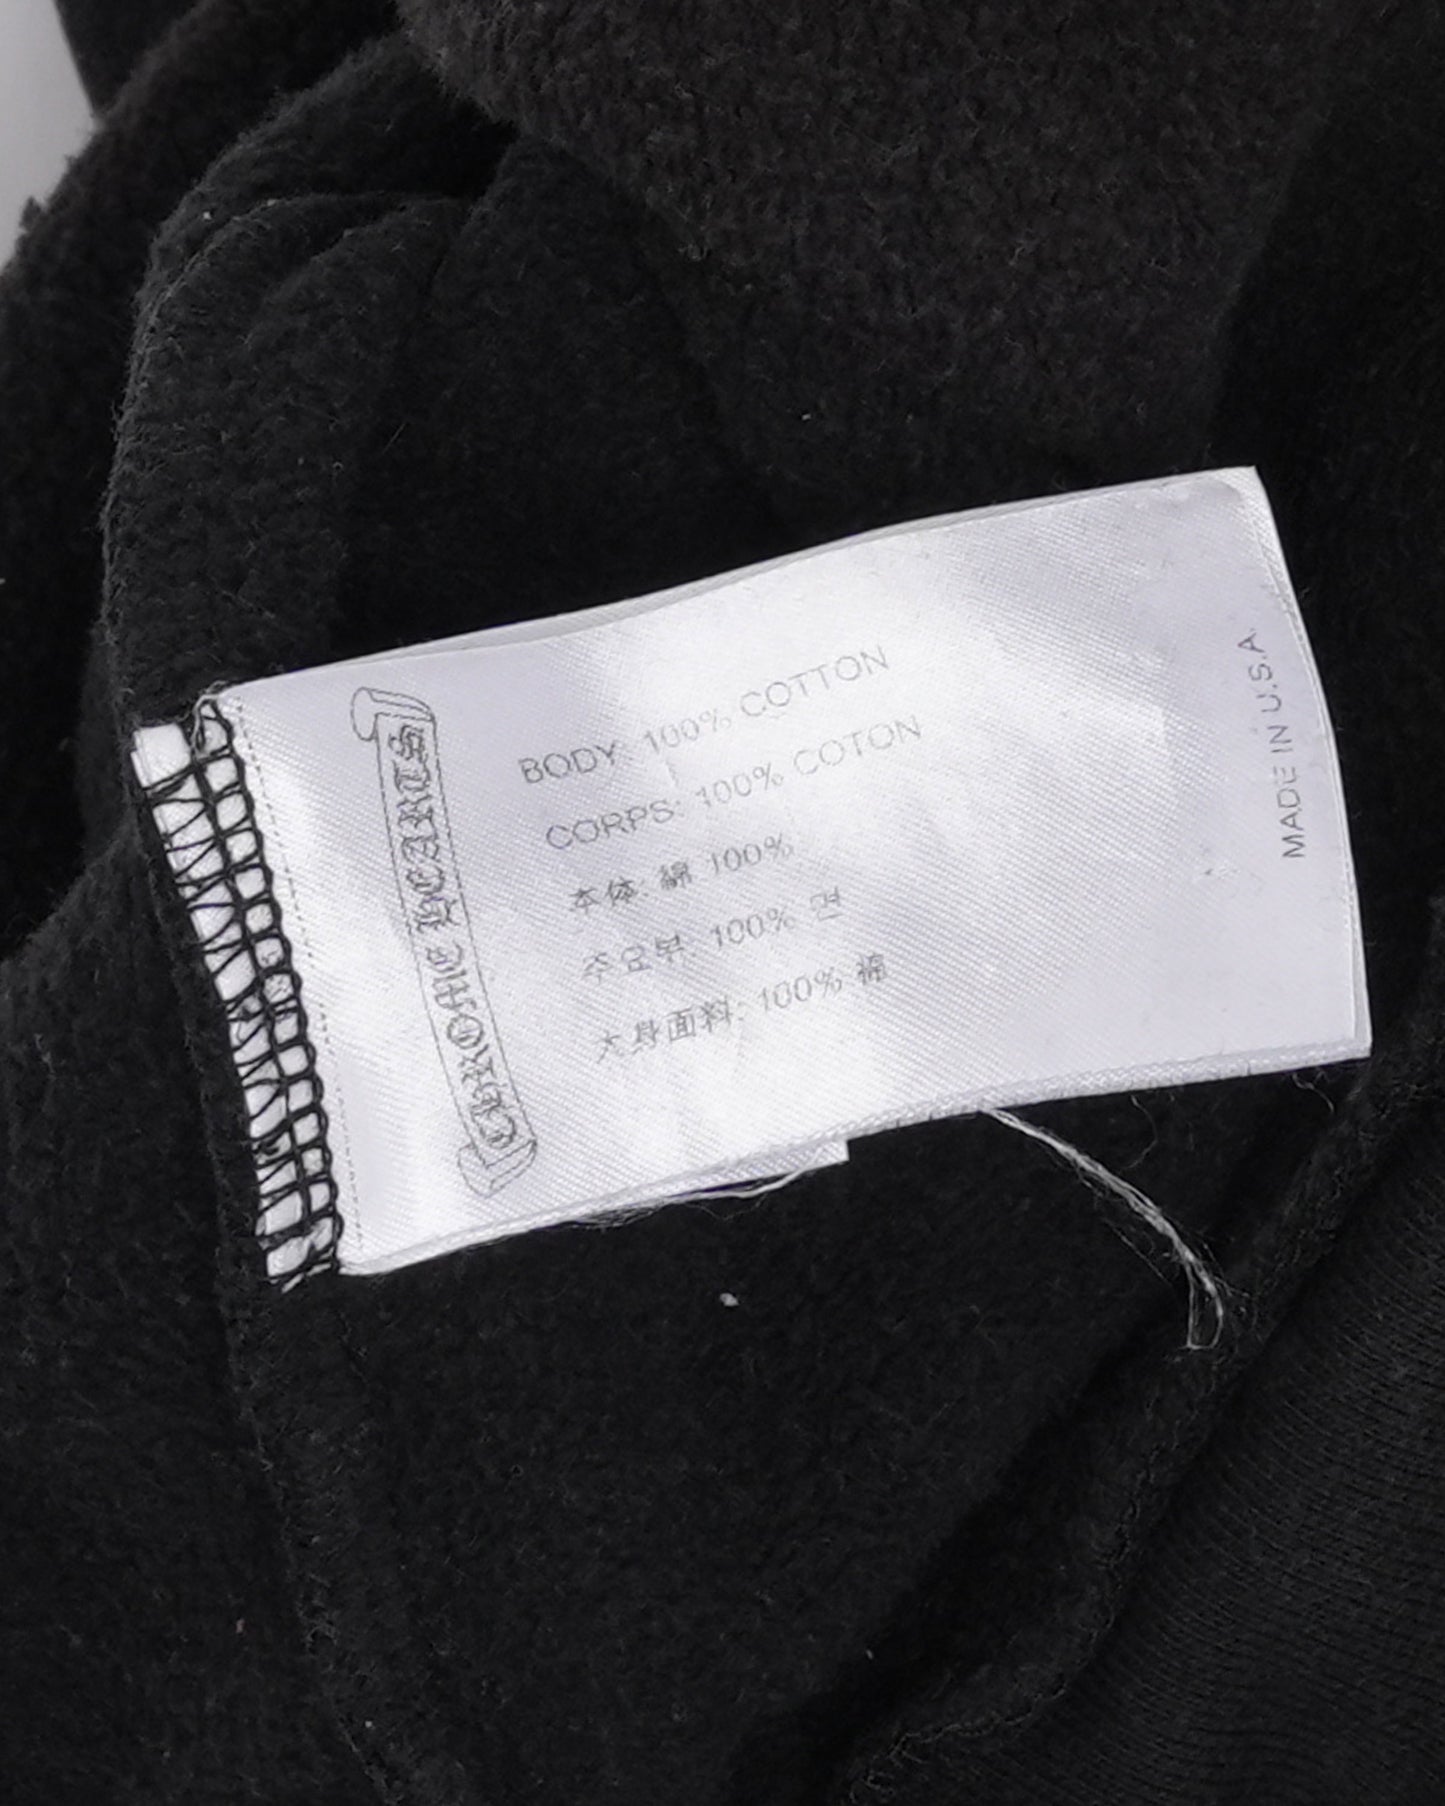 CHROME HEARTS
BODY: 100% COTTON
CORPS: 100% COTON
本体: 綿 100%
주요부: 100% 면
大身面料: 100% 棉
MADE IN U.S.A.